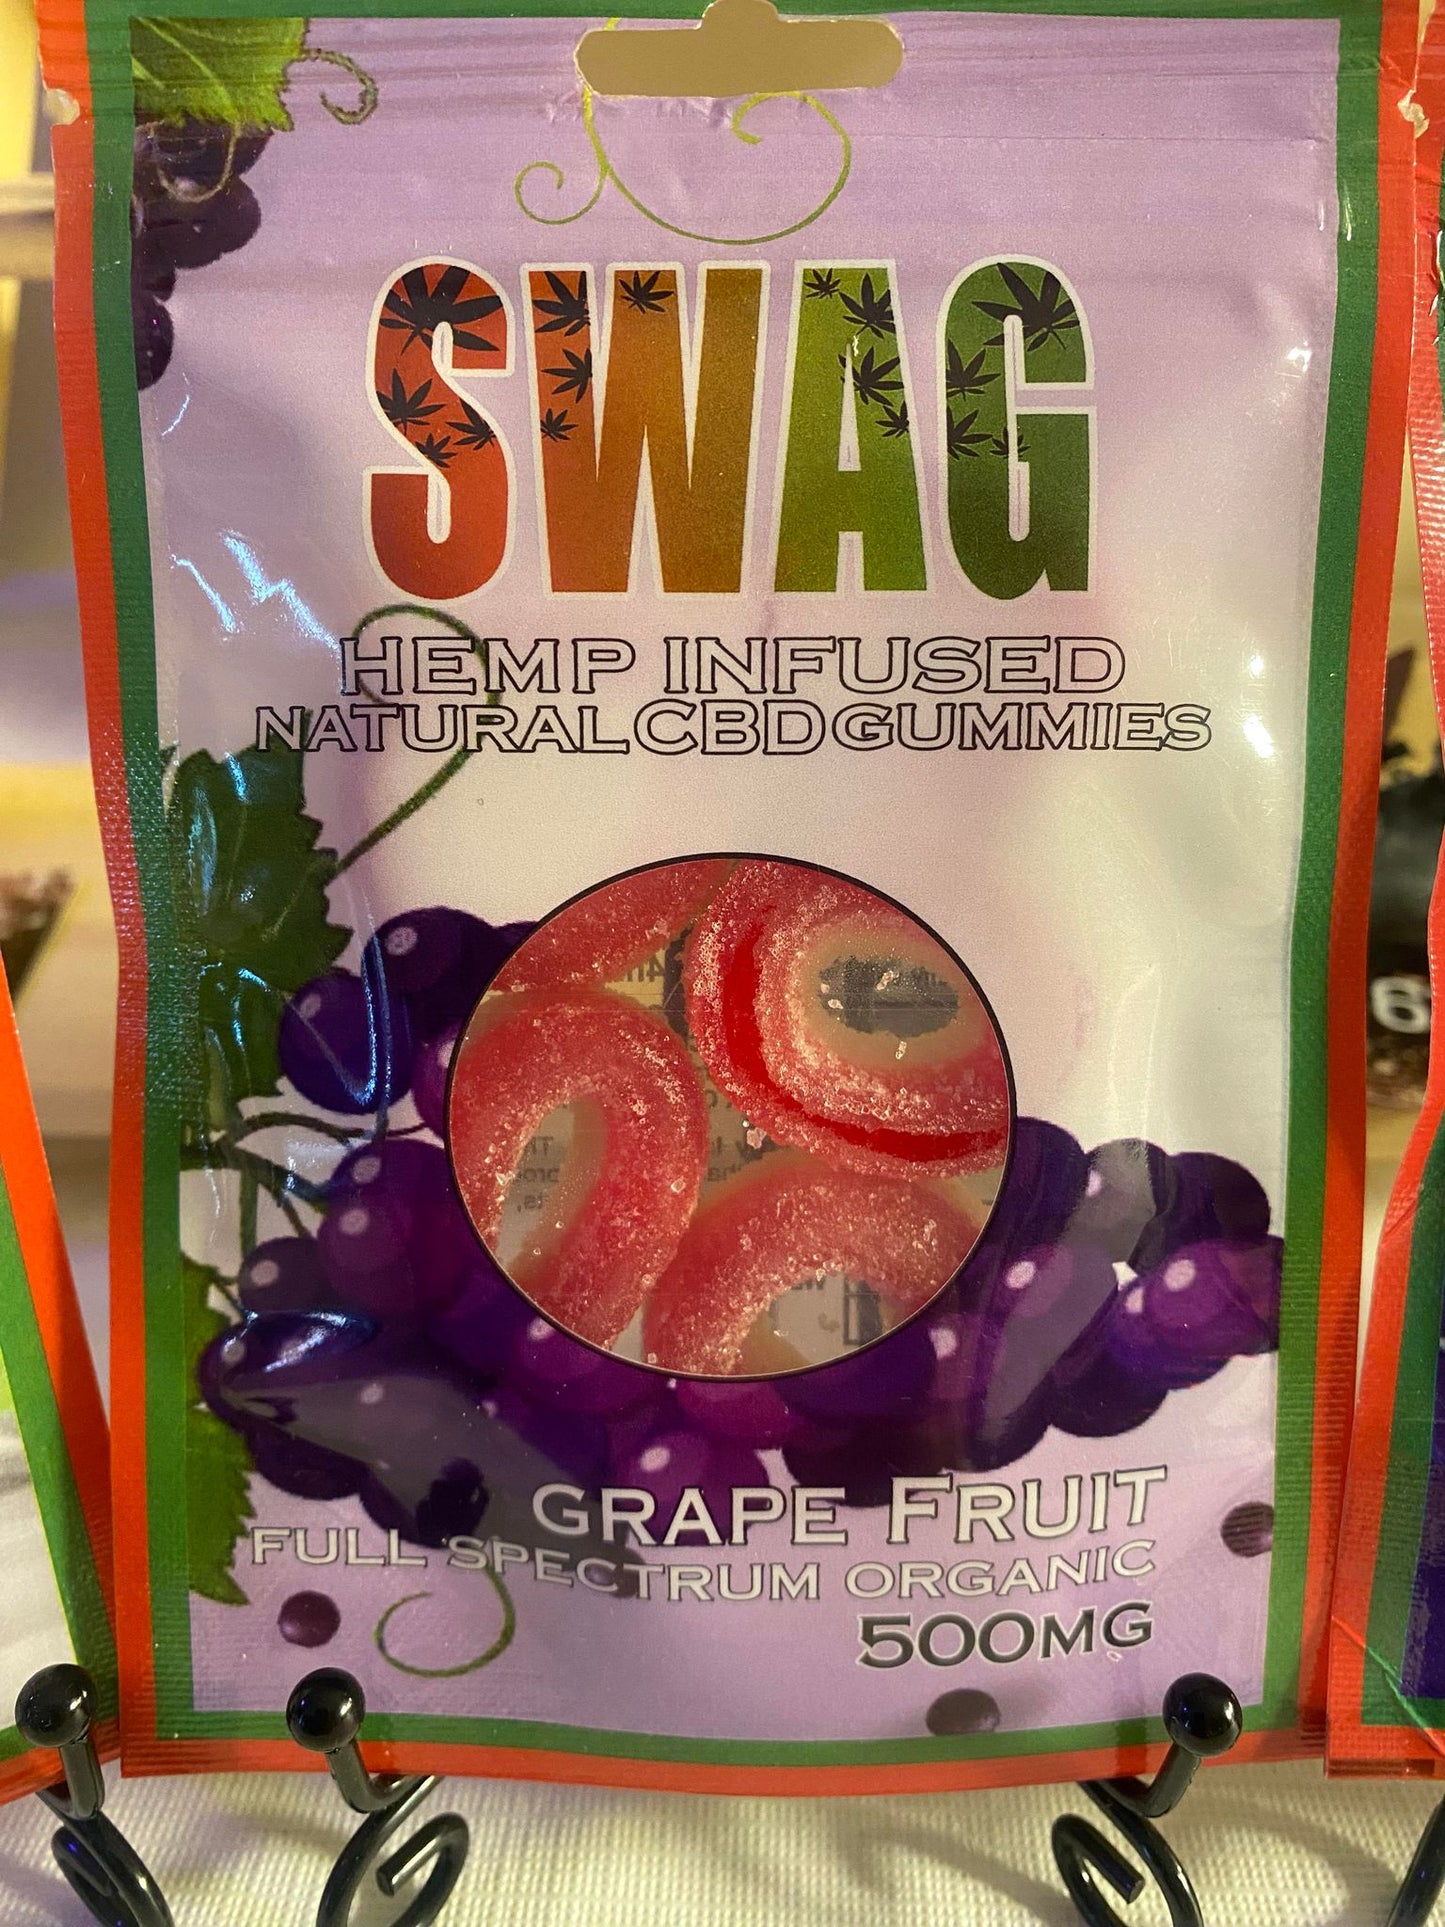 SWAG
HEMP INFUSED
NATURAL CBD GUMMIES
GRAPE FRUIT
FULL SPECTRUM ORGANIC
500MG